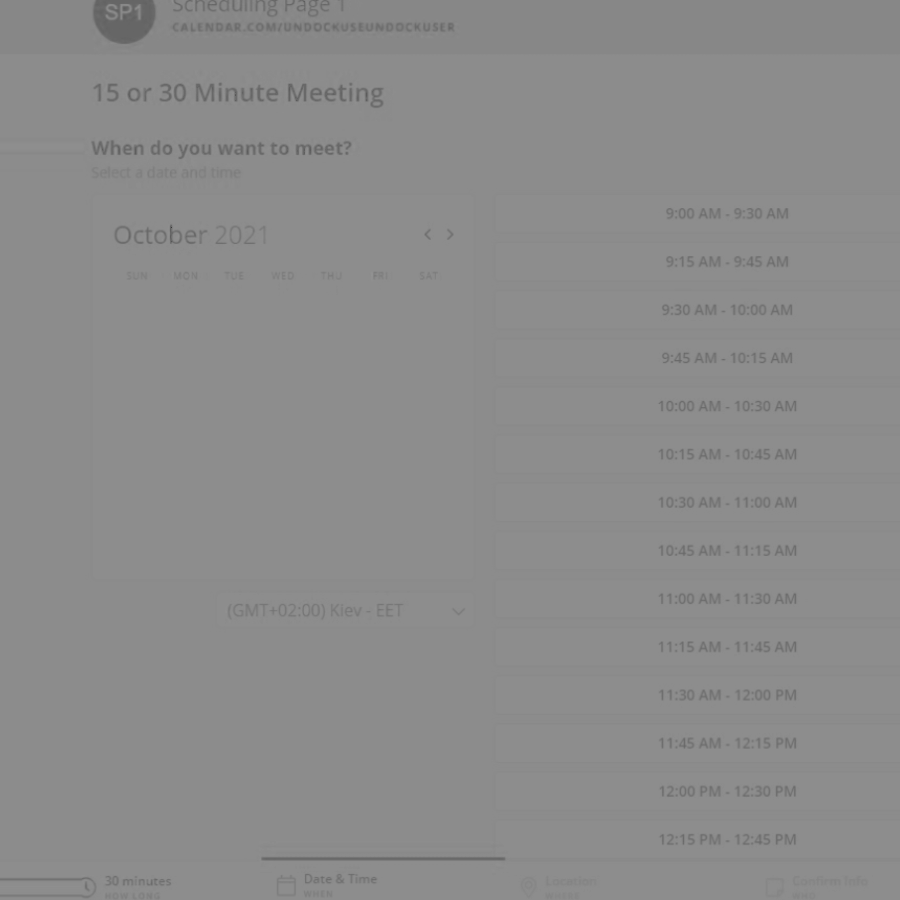 SP1
Scheduling Page 1
CALENDAR.COM/UNDOCKUSEUNDOCKUSER
15 or 30 Minute Meeting
When do you want to meet?
Select a date and time
October 2021
SUN MON TUE WED THU FRI SAT
(GMT+02:00) Kiev - EET
9:00 AM - 9:30 AM
9:15 AM - 9:45 AM
9:30 AM - 10:00 AM
9:45 AM - 10:15 AM
10:00 AM - 10:30 AM
10:15 AM - 10:45 AM
10:30 AM - 11:00 AM
10:45 AM - 11:15 AM
11:00 AM - 11:30 AM
11:15 AM - 11:45 AM
11:30 AM - 12:00 PM
11:45 AM - 12:15 PM
12:00 PM - 12:30 PM
12:15 PM - 12:45 PM
30 minutes
HOW LONG
Date & Time
WHEN
Location
Confirm Info